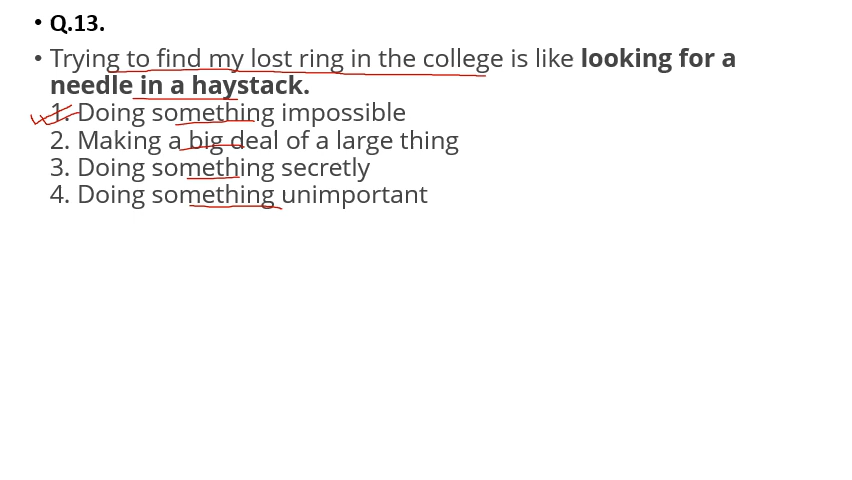 • Q.13.
• Trying to find my lost ring in the college is like looking for a
needle in a haystack.
1. Doing something impossible
2. Making a big deal of a large thing
3. Doing something secretly
4. Doing something unimportant